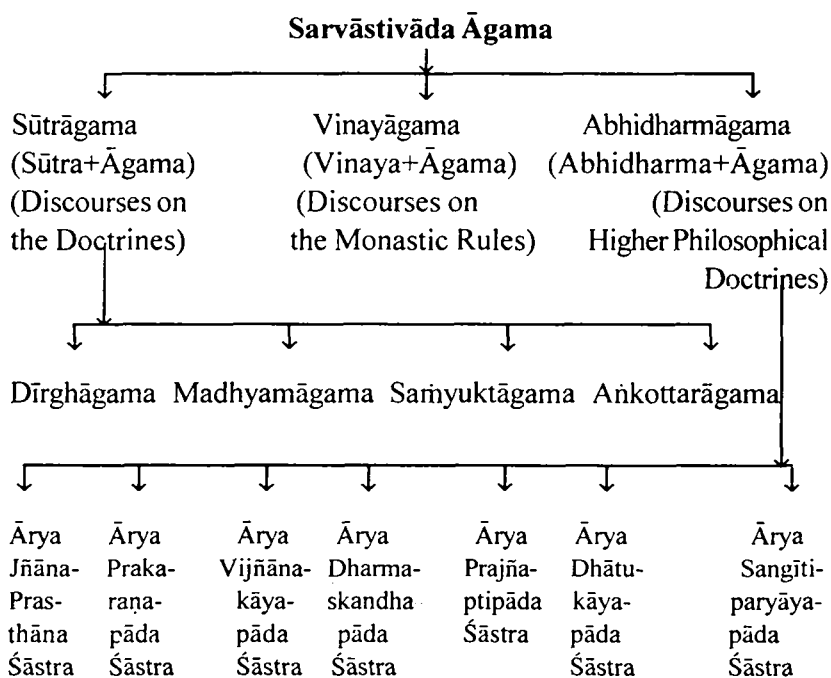 Sarvāstivāda Āgama
Sūtrāgama
(Sūtra+Āgama)
(Discourses on
the Doctrines)
Vinayāgama
(Vinaya+Āgama)
(Discourses on
the Monastic Rules)
Abhidharmāgama
(Abhidharma+Āgama)
(Discourses on
Higher Philosophical
Doctrines)
Dīrghāgama Madhyamāgama Saṁyuktāgama Aṅkottarāgama
Ārya
Jñāna-
Pras-
thāna
Śāstra
Ārya
Praka-
raṇa-
pāda
Śāstra
Ārya
Vijñāna-
kāya-
pāda
Śāstra
Ārya
Dharma-
skandha
pāda
Śāstra
Ārya
Prajña-
ptipāda
Śāstra
Ārya
Dhātu-
kāya-
pāda
Śāstra
Ārya
Sangīti-
paryāya-
pāda
Śāstra